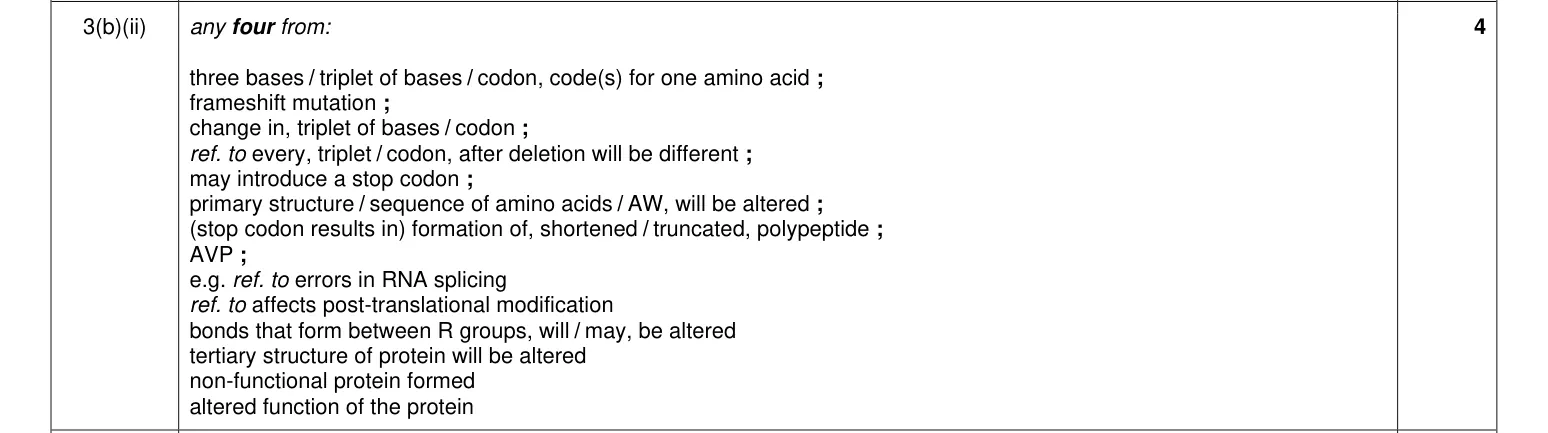 3(b)(ii)
any four from:
4
three bases / triplet of bases / codon, code(s) for one amino acid ;
frameshift mutation ;
change in, triplet of bases / codon ;
ref. to every, triplet / codon, after deletion will be different ;
may introduce a stop codon ;
primary structure / sequence of amino acids / AW, will be altered ;
(stop codon results in) formation of, shortened / truncated, polypeptide ;
AVP ;
e.g. ref. to errors in RNA splicing
ref. to affects post-translational modification
bonds that form between R groups, will / may, be altered
tertiary structure of protein will be altered
non-functional protein formed
altered function of the protein